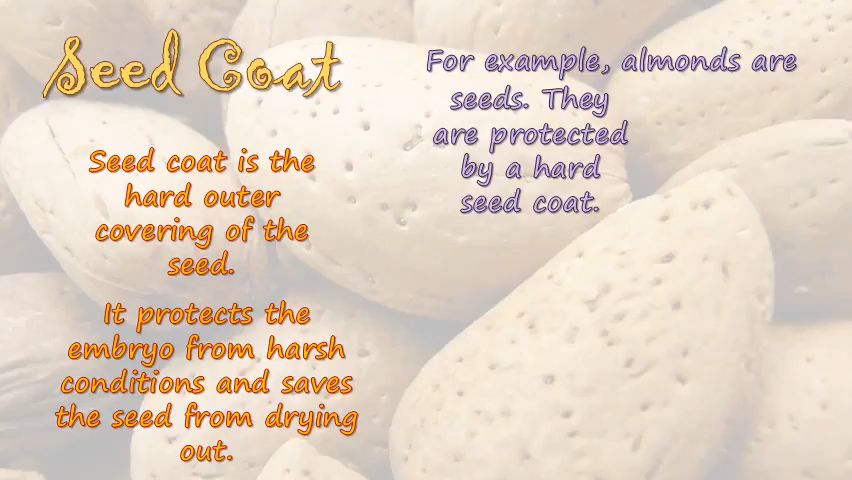 Seed Coat
Seed coat is the
hard outer
covering of the
seed.
It protects the
embryo from harsh
conditions and saves
the seed from drying
out.
For example, almonds are
seeds. They
are protected
by a hard
seed coat.